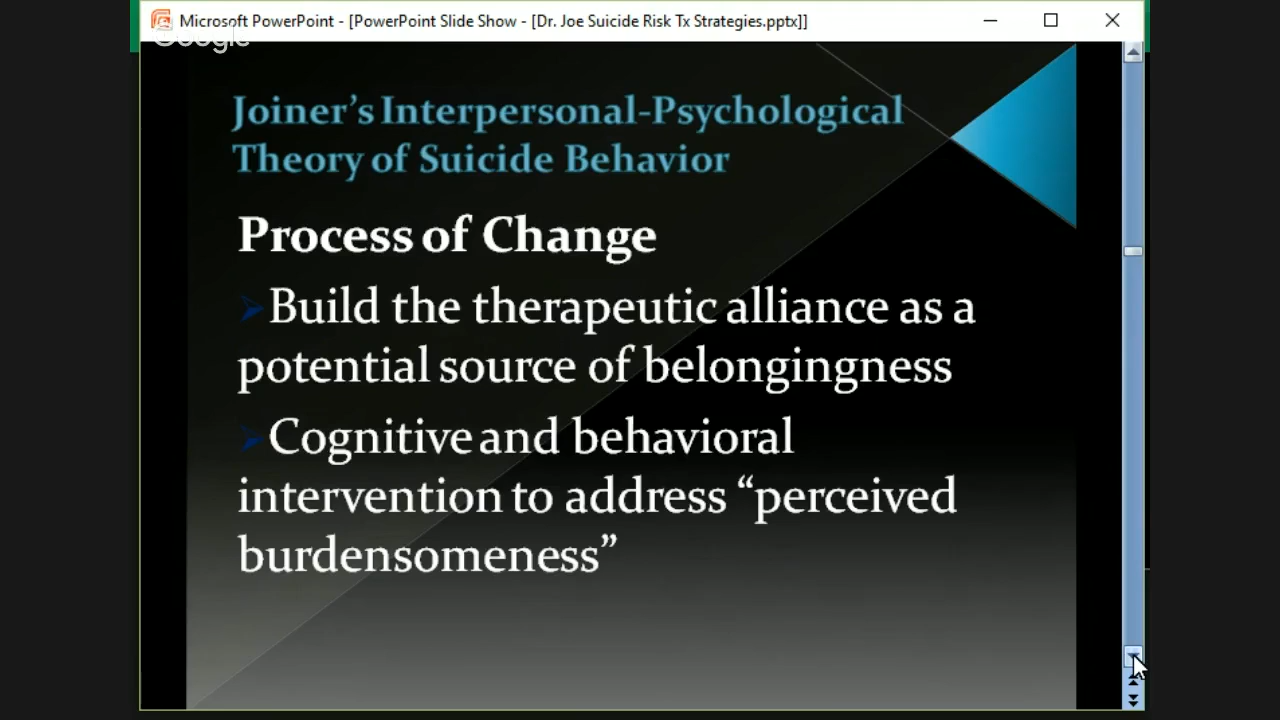 Microsoft PowerPoint - [PowerPoint Slide Show - [Dr. Joe Suicide Risk Tx Strategies.pptx]]
Google
Joiner’s Interpersonal-Psychological
Theory of Suicide Behavior
Process of Change
Build the therapeutic alliance as a
potential source of belongingness
Cognitive and behavioral
intervention to address “perceived
burdensomeness”